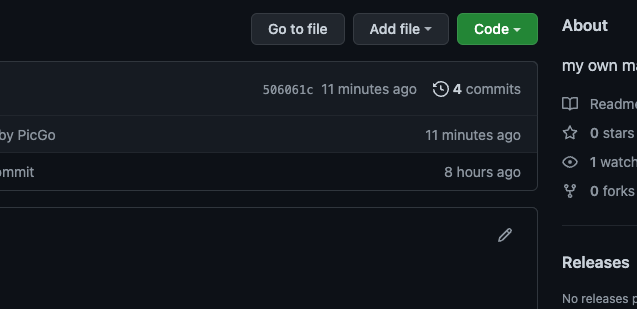 Go to file Add file Code
506061c 11 minutes ago 4 commits
by PicGo 11 minutes ago
ommit 8 hours ago
About
my own ma
Readme
0 stars
1 watch
0 forks
Releases
No releases p